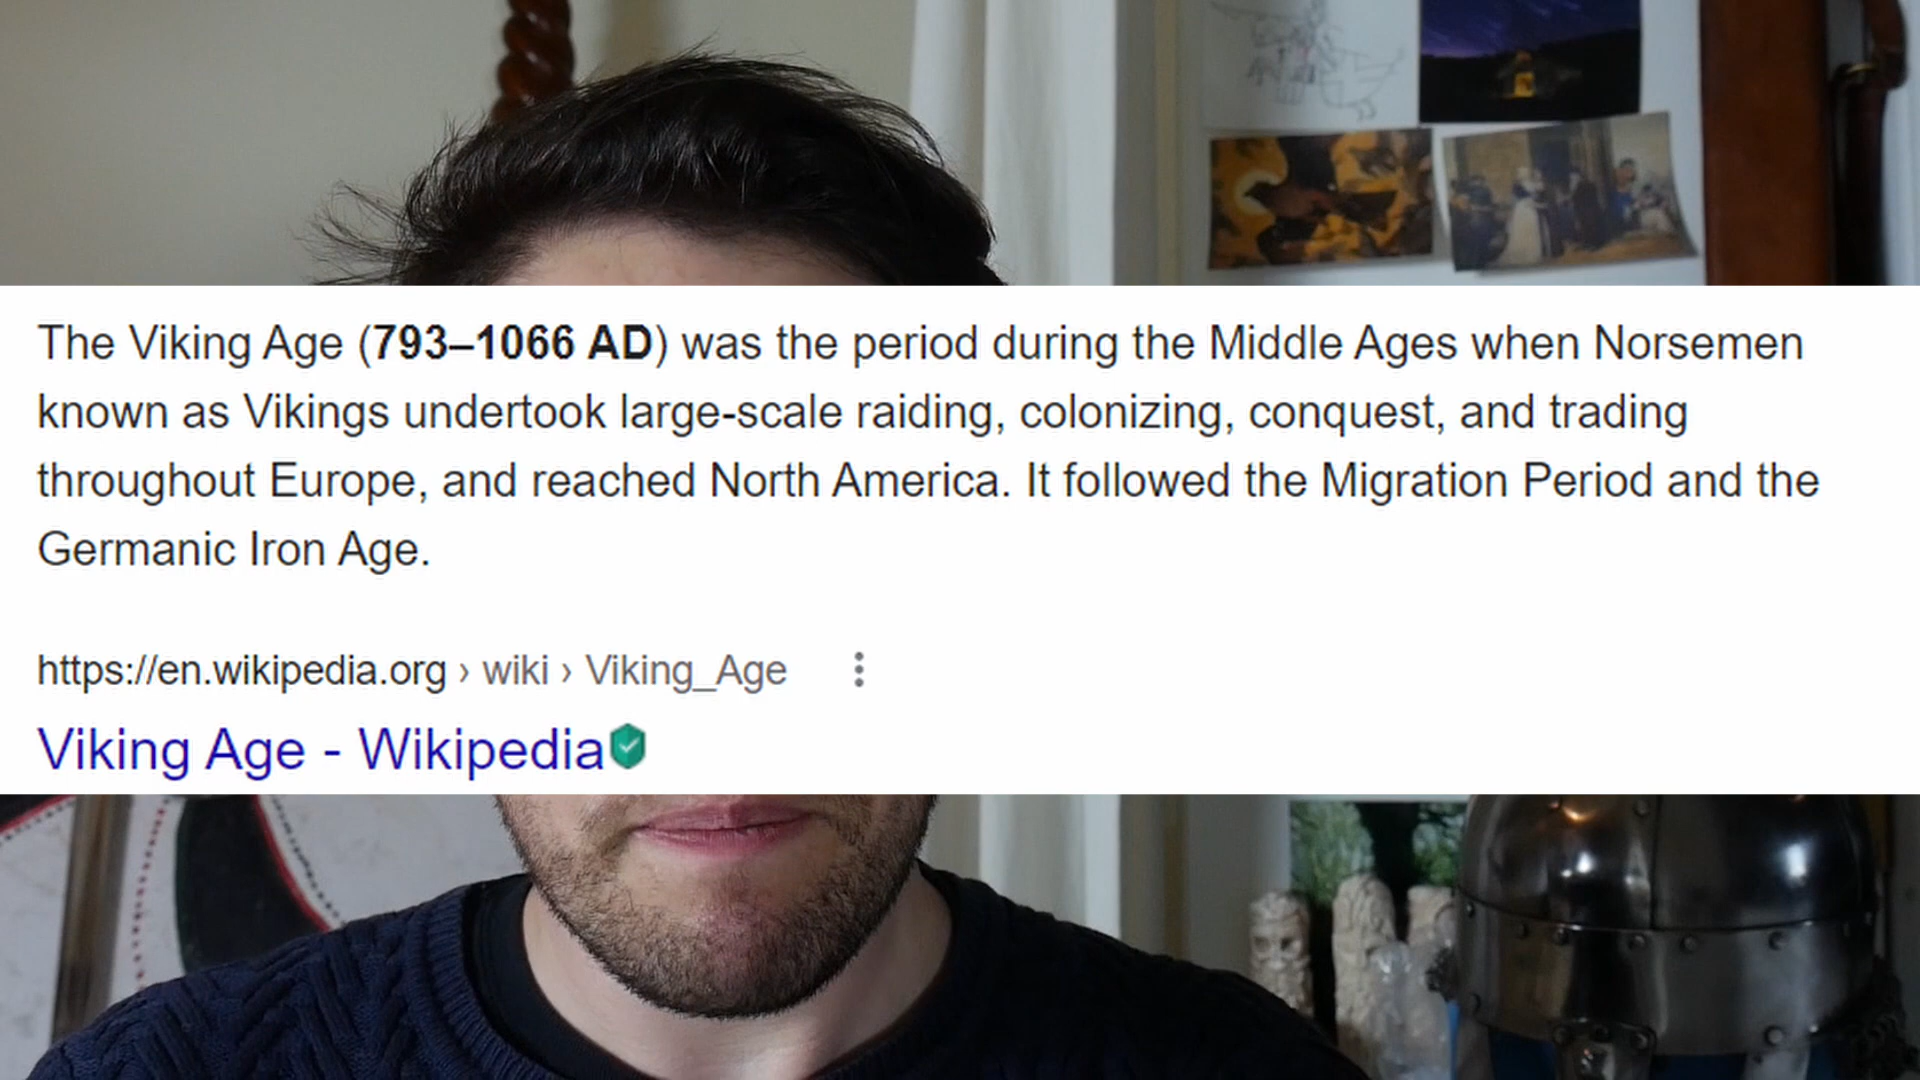 The Viking Age (793–1066 AD) was the period during the Middle Ages when Norsemen
known as Vikings undertook large-scale raiding, colonizing, conquest, and trading
throughout Europe, and reached North America. It followed the Migration Period and the
Germanic Iron Age.
https://en.wikipedia.org › wiki › Viking_Age
Viking Age - Wikipedia